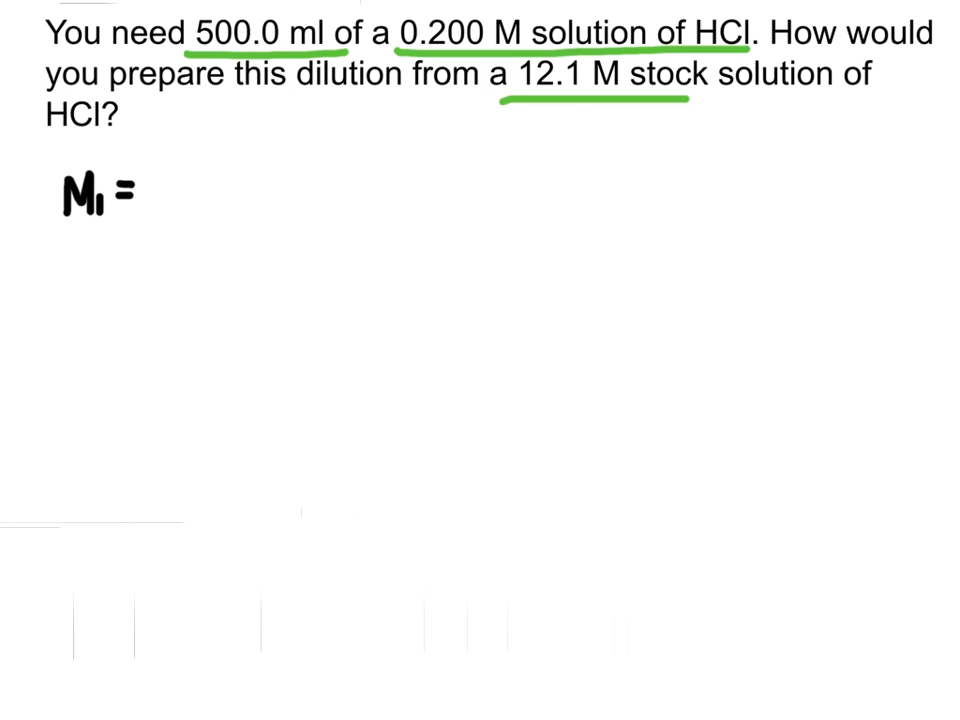 You need 500.0 ml of a 0.200 M solution of HCl. How would
you prepare this dilution from a 12.1 M stock solution of
HCl?
M₁ =